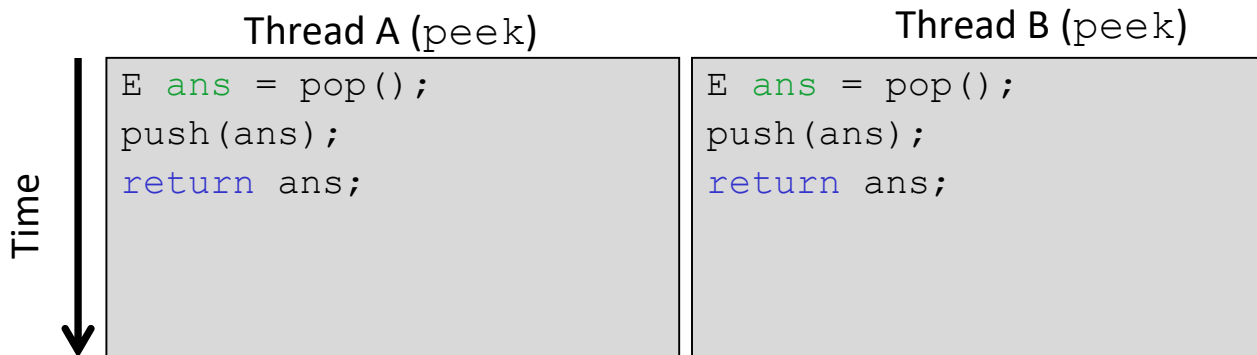 Thread A (peek)
Thread B (peek)
Time
E ans = pop();
push(ans);
return ans;
E ans = pop();
push(ans);
return ans;